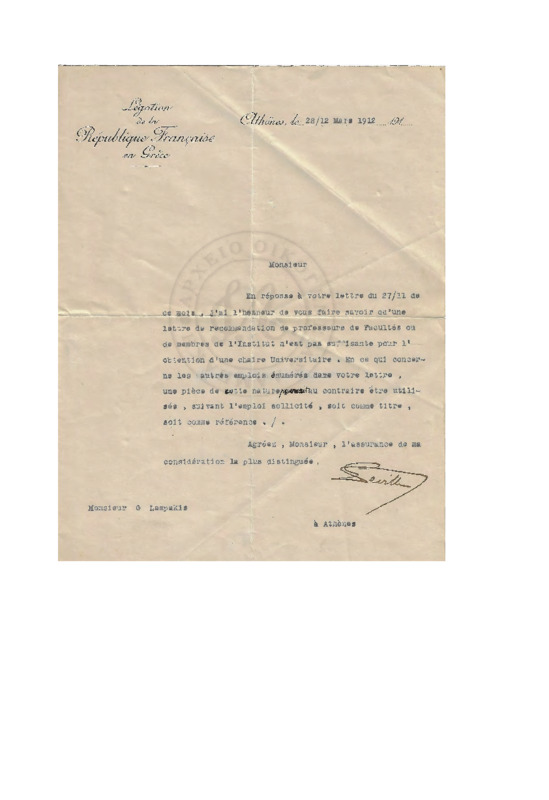 Légation
de la
République Française
en Grèce
Athènes, le 28/12 Mars 1912 191
ΑΡΧΕΙΟ ΟΙΚΟΓ
Monsieur
En réponse à votre lettre du 27/11 de
ce mois, j'ai l'honneur de vous faire savoir qu'une
lettre de recommandation de professeurs de Facultés ou
de membres de l'Institut n'est pas suffisante pour l'
obtention d'une chaire Universitaire. En ce qui concer-
ne les autres emplois énumérés dans votre lettre,
une pièce de cette nature au contraire être utili-
sée, suivant l'emploi sollicité, soit comme titre,
soit comme référence ./.
Agréez, Monsieur, l'assurance de ma
considération la plus distinguée.
Monsieur G Lampakis
à Athènes